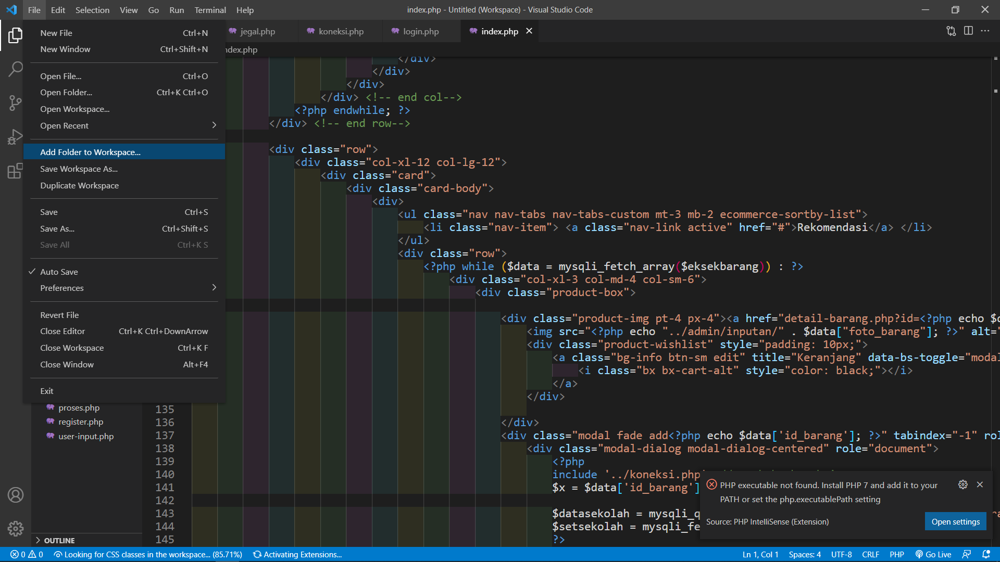 File Edit Selection View Go Run Terminal Help
index.php - Untitled (Workspace) - Visual Studio Code
New File Ctrl+N
New Window Ctrl+Shift+N
Open File... Ctrl+O
Open Folder... Ctrl+K Ctrl+O
Open Workspace...
Open Recent
Add Folder to Workspace...
Save Workspace As...
Duplicate Workspace
Save Ctrl+S
Save As... Ctrl+Shift+S
Save All Ctrl+K S
Auto Save
Preferences
Revert File
Close Editor Ctrl+K Ctrl+DownArrow
Close Workspace Ctrl+K F
Close Window Alt+F4
Exit
proses.php
register.php
user-input.php
OUTLINE
jegal.php koneksi.php login.php index.php
ndex.php
</div>
</div>
</div>
</div> <!-- end col-->
<?php endwhile; ?>
</div> <!-- end row-->
<div class="row">
<div class="col-xl-12 col-lg-12">
<div class="card">
<div class="card-body">
<div>
<ul class="nav nav-tabs nav-tabs-custom mt-3 mb-2 ecommerce-sortby-list">
<li class="nav-item"> <a class="nav-link active" href="#">Rekomendasi</a> </li>
</ul>
<div class="row">
<?php while ($data = mysqli_fetch_array($eksekbarang)) : ?>
<div class="col-xl-3 col-md-4 col-sm-6">
<div class="product-box">
<div class="product-img pt-4 px-4"><a href="detail-barang.php?id=<?php echo $d
<img src="<?php echo "../admin/inputan/" . $data["foto_barang"]; ?>" alt="
<div class="product-wishlist" style="padding: 10px;">
<a class="bg-info btn-sm edit" title="Keranjang" data-bs-toggle="modal
<i class="bx bx-cart-alt" style="color: black;"></i>
</a>
</div>
135
136 </div>
137 <div class="modal fade add<?php echo $data['id_barang']; ?>" tabindex="-1" rol
138 <div class="modal-dialog modal-dialog-centered" role="document">
139 <?php
140 include '../koneksi.php
141 $x = $data['id_barang']
142
143 $datasekolah = mysqli_q
144 $setsekolah = mysqli_fe
145 ?>
PHP executable not found. Install PHP 7 and add it to your
PATH or set the php.executablePath setting
Source: PHP IntelliSense (Extension)
Open settings
0 0 Looking for CSS classes in the workspace... (85.71%) Activating Extensions...
Ln 1, Col 1 Spaces: 4 UTF-8 CRLF PHP Go Live